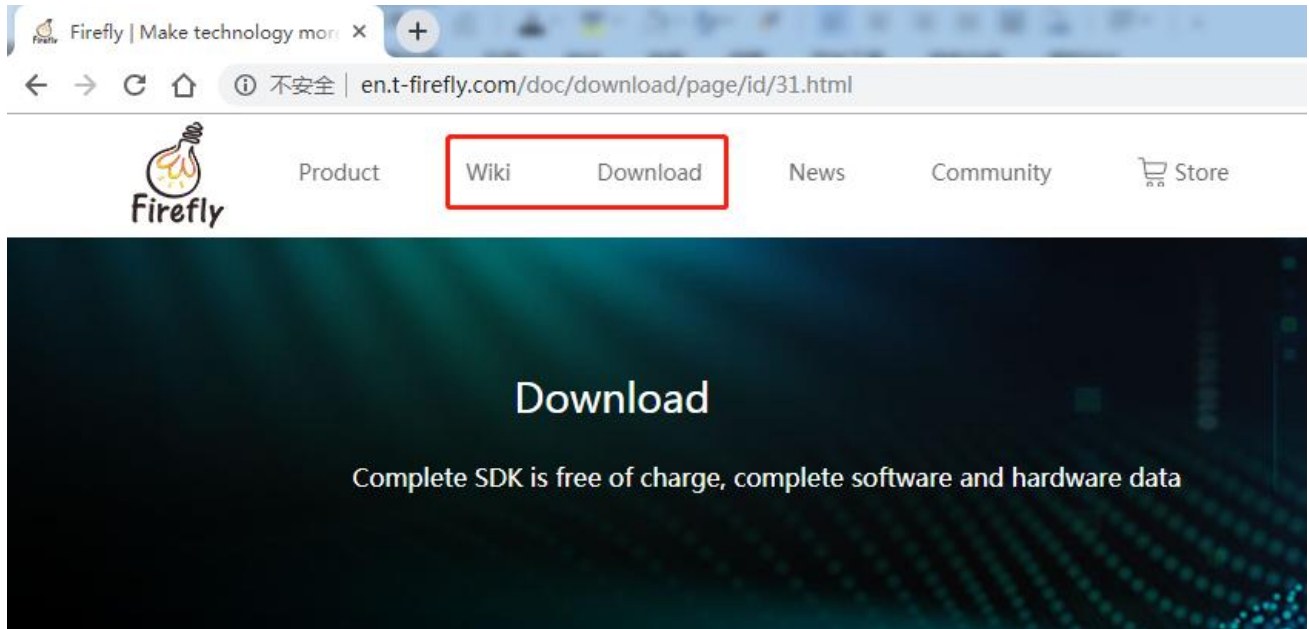 Firefly | Make technology mor
不安全 | en.t-firefly.com/doc/download/page/id/31.html
Firefly
Product Wiki Download News Community Store
Download
Complete SDK is free of charge, complete software and hardware data